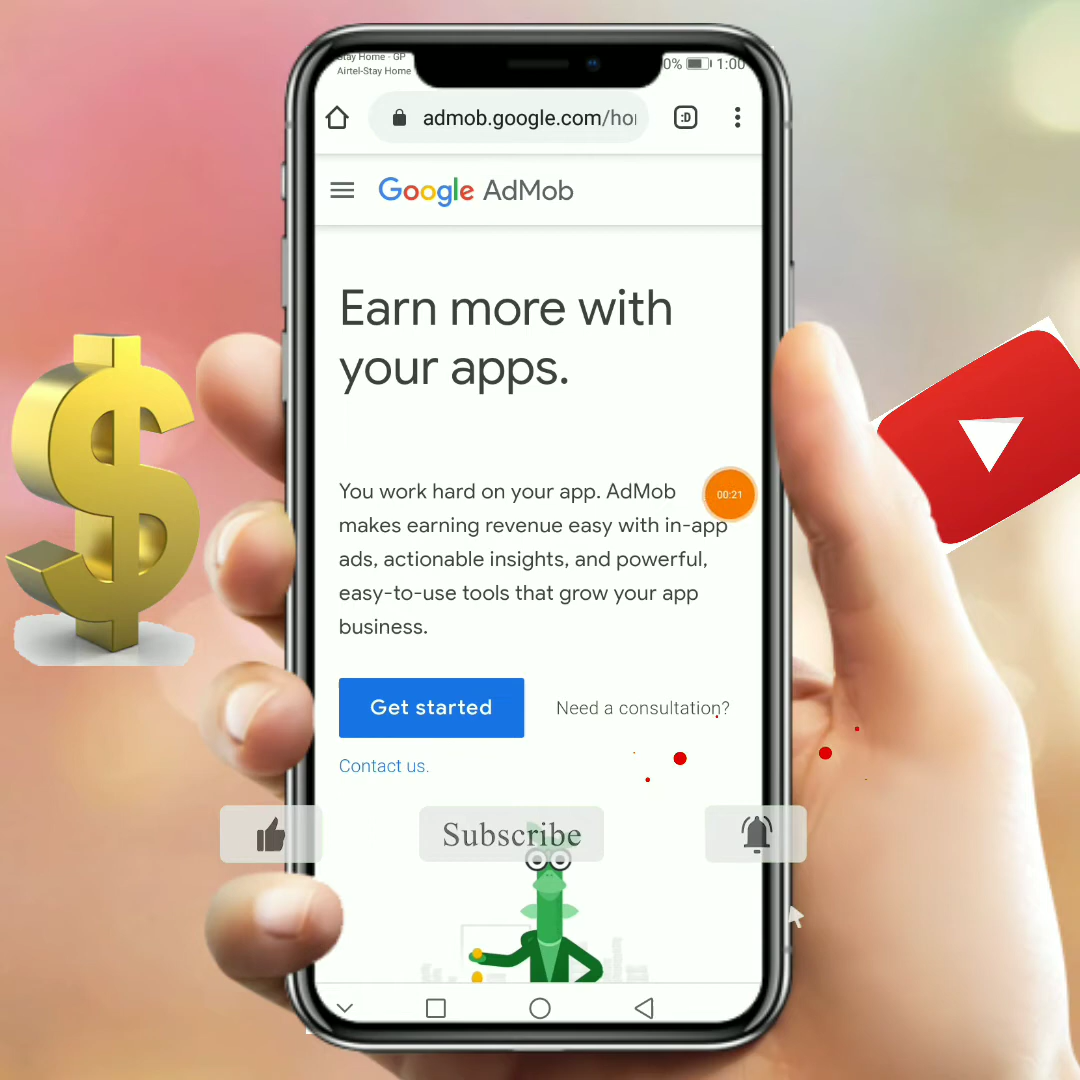 Stay Home - GP
Airtel-Stay Home
0% 1:00
admob.google.com/hor
:D
Google AdMob
Earn more with
your apps.
You work hard on your app. AdMob
00:21
makes earning revenue easy with in-app
ads, actionable insights, and powerful,
easy-to-use tools that grow your app
business.
Get started
Need a consultation?
Contact us.
Subscribe